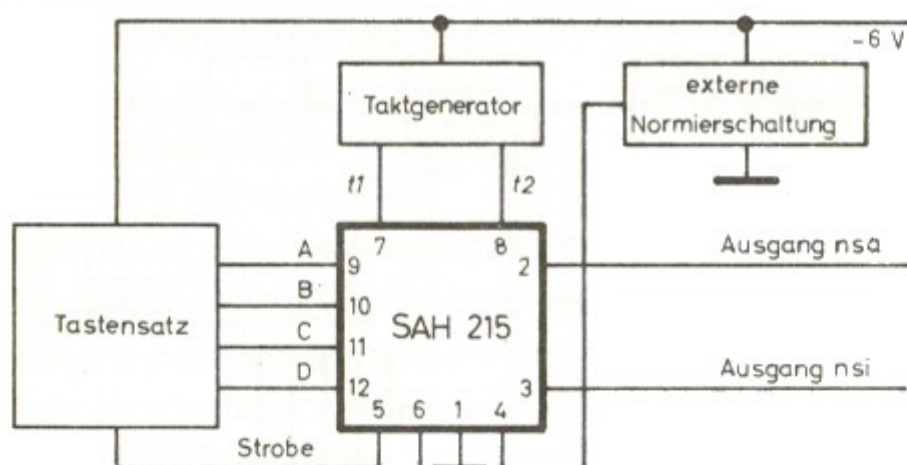 -6 V
Taktgenerator
externe
Normierschaltung
t1
t2
7
8
Ausgang nsa
A
9
2
B
10
Tastensatz
C
11
SAH 215
D
12
Ausgang nsi
3
5
6
1
4
Strobe